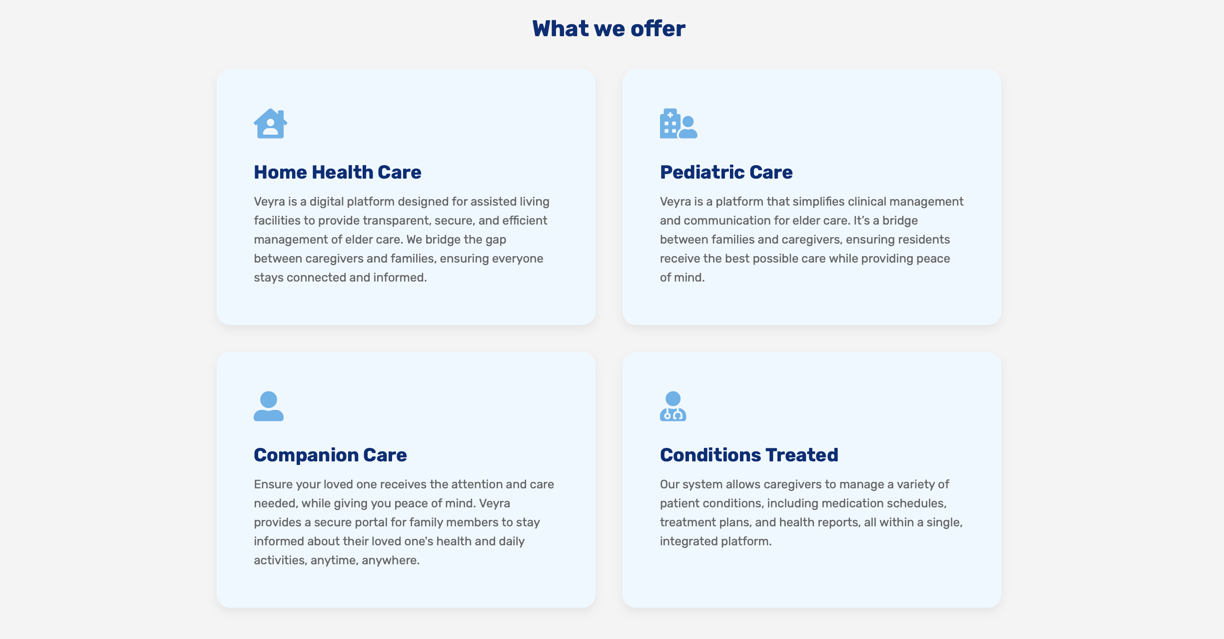 What we offer
Home Health Care
Veyra is a digital platform designed for assisted living
facilities to provide transparent, secure, and efficient
management of elder care. We bridge the gap
between caregivers and families, ensuring everyone
stays connected and informed.
Pediatric Care
Veyra is a platform that simplifies clinical management
and communication for elder care. It's a bridge
between families and caregivers, ensuring residents
receive the best possible care while providing peace
of mind.
Companion Care
Ensure your loved one receives the attention and care
needed, while giving you peace of mind. Veyra
provides a secure portal for family members to stay
informed about their loved one's health and daily
activities, anytime, anywhere.
Conditions Treated
Our system allows caregivers to manage a variety of
patient conditions, including medication schedules,
treatment plans, and health reports, all within a single,
integrated platform.